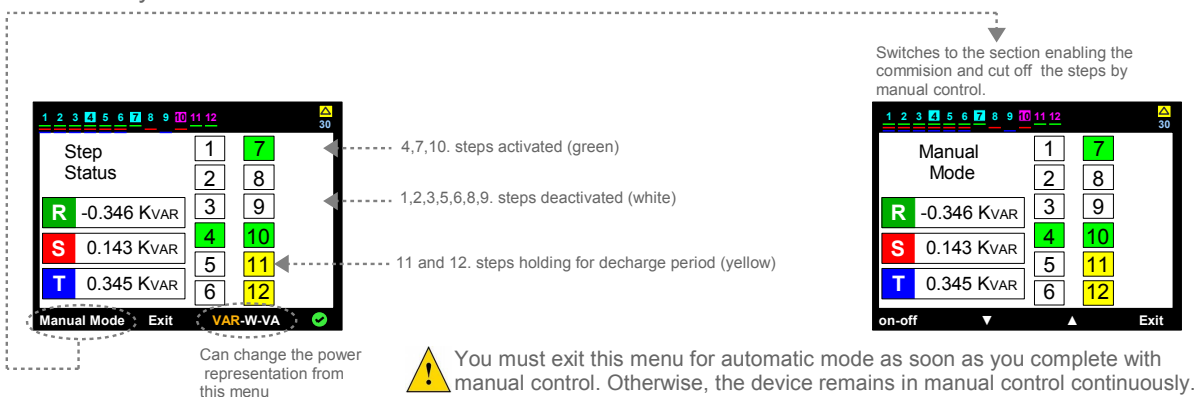 Switches to the section enabling the
commision and cut off the steps by
manual control.
1 2 3 4 5 6 7 8 9 10 11 12
30
Step
Status
1 7
2 8
3 9
4 10
5 11
6 12
R -0.346 KVAR
S 0.143 KVAR
T 0.345 KVAR
Manual Mode Exit VAR-W-VA
4,7,10. steps activated (green)
1,2,3,5,6,8,9. steps deactivated (white)
11 and 12. steps holding for decharge period (yellow)
1 2 3 4 5 6 7 8 9 10 11 12
30
Manual
Mode
1 7
2 8
3 9
4 10
5 11
6 12
R -0.346 KVAR
S 0.143 KVAR
T 0.345 KVAR
on-off ▼ ▲ Exit
Can change the power
representation from
this menu
! You must exit this menu for automatic mode as soon as you complete with
manual control. Otherwise, the device remains in manual control continuously.